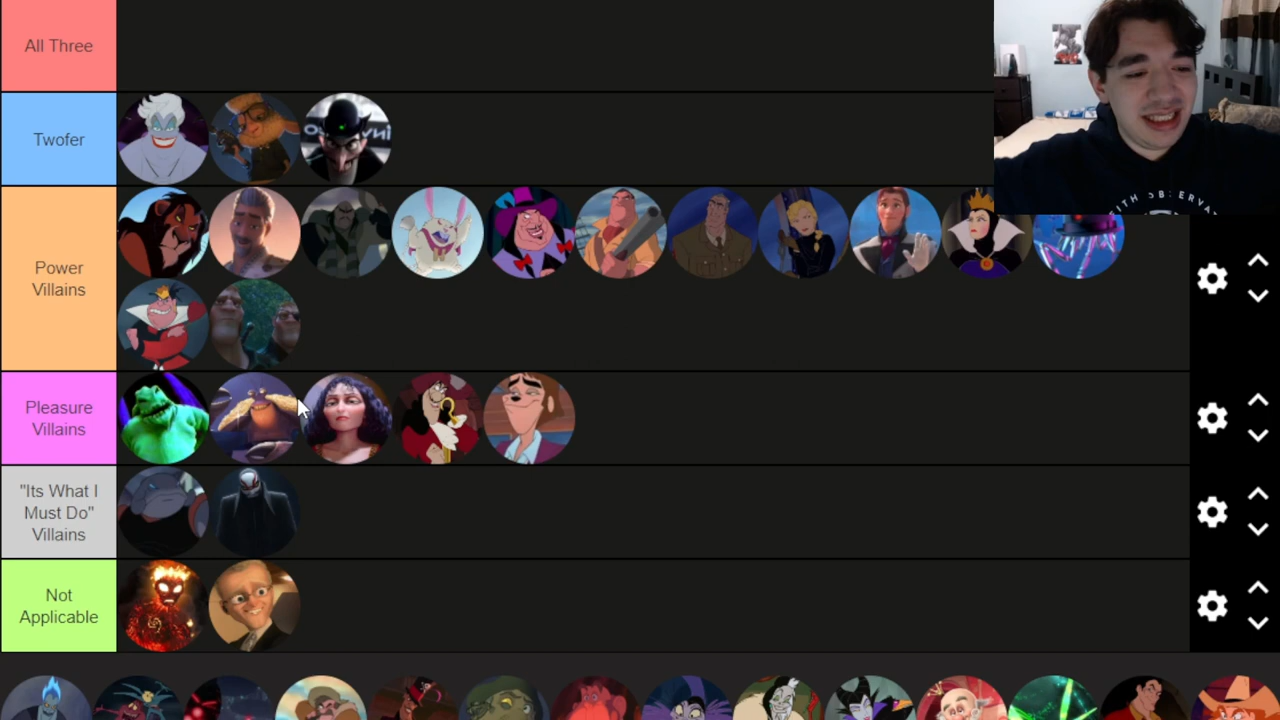 All Three
Twofer
Power
Villains
Pleasure
Villains
"Its What I
Must Do"
Villains
Not
Applicable